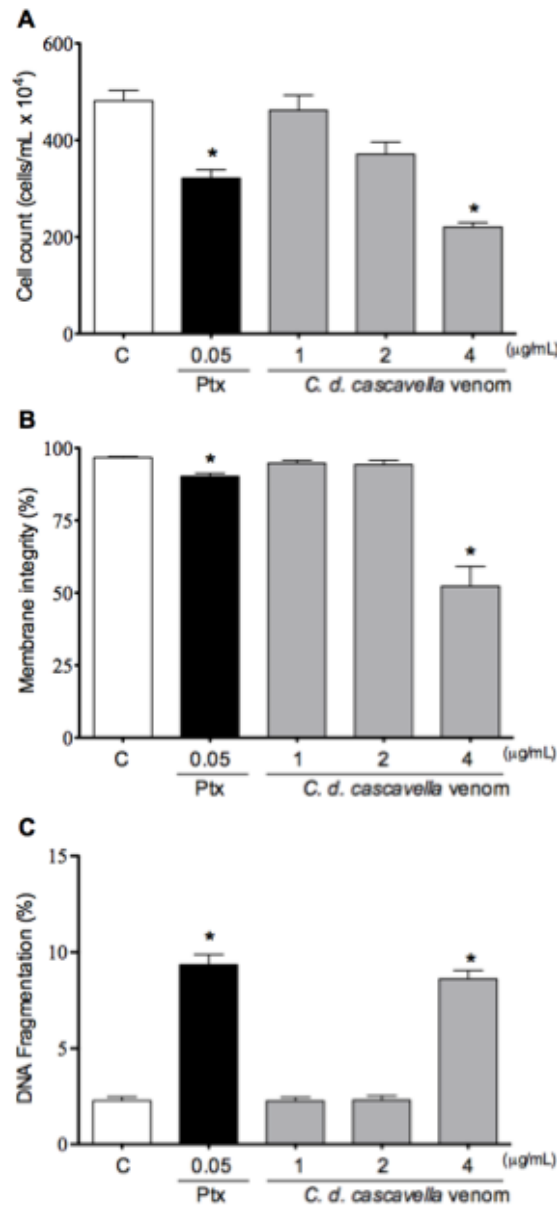 A
600
400
200
0
Cell count (cells/mL x 10⁴)
*
*
C 0.05 1 2 4 (μg/mL)
Ptx C. d. cascavella venom
B
100
75
50
25
0
Membrane integrity (%)
*
*
C 0.05 1 2 4 (μg/mL)
Ptx C. d. cascavella venom
C
15
10
5
0
DNA Fragmentation (%)
*
*
C 0.05 1 2 4 (μg/mL)
Ptx C. d. cascavella venom